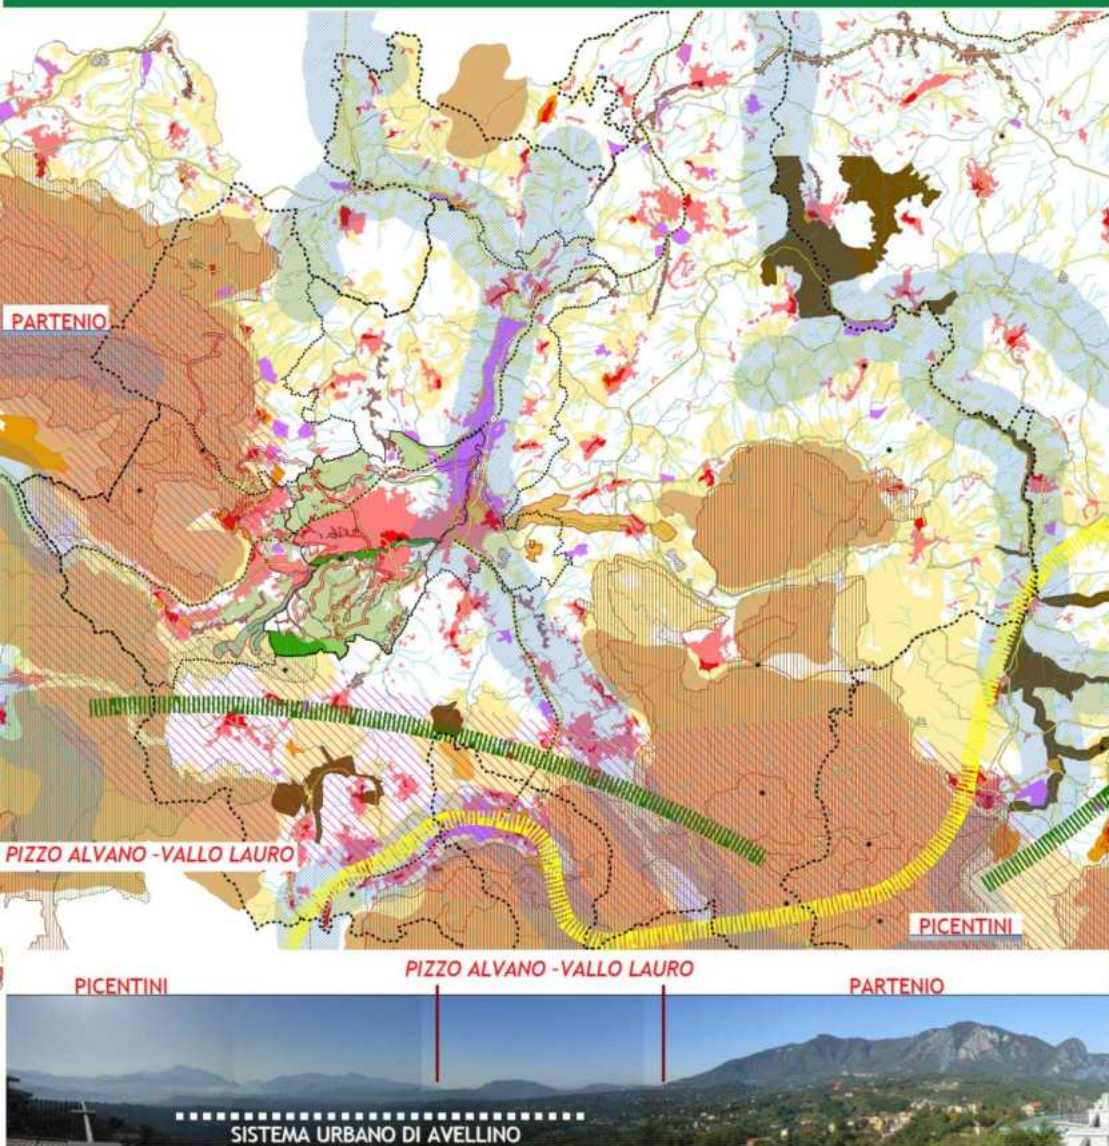 PARTENIO
PIZZO ALVANO -VALLO LAURO
PICENTINI
PIZZO ALVANO -VALLO LAURO
PICENTINI
PARTENIO
SISTEMA URBANO DI AVELLINO